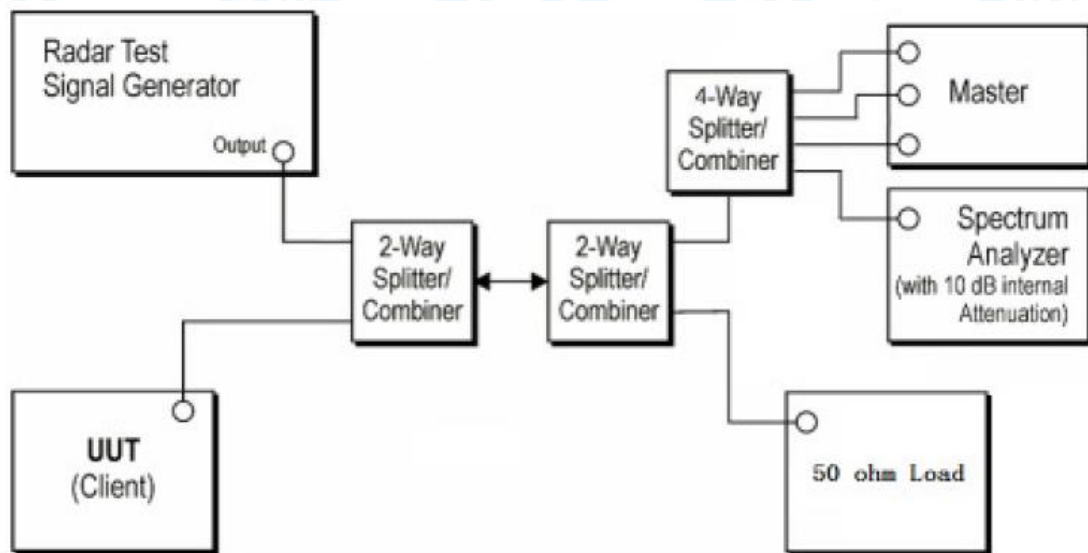 Radar Test
Signal Generator
Output
4-Way
Splitter/
Combiner
Master
2-Way
Splitter/
Combiner
2-Way
Splitter/
Combiner
Spectrum
Analyzer
(with 10 dB internal
Attenuation)
UUT
(Client)
50 ohm Load